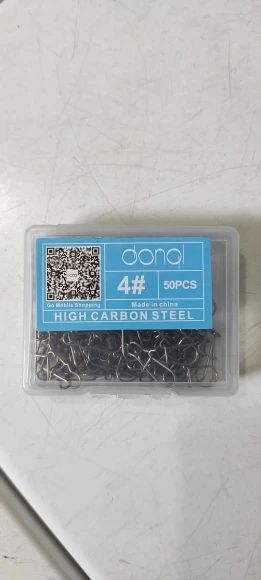 donql
4#
50PCS
Go Mobile Shopping
Made in china
HIGH CARBON STEEL